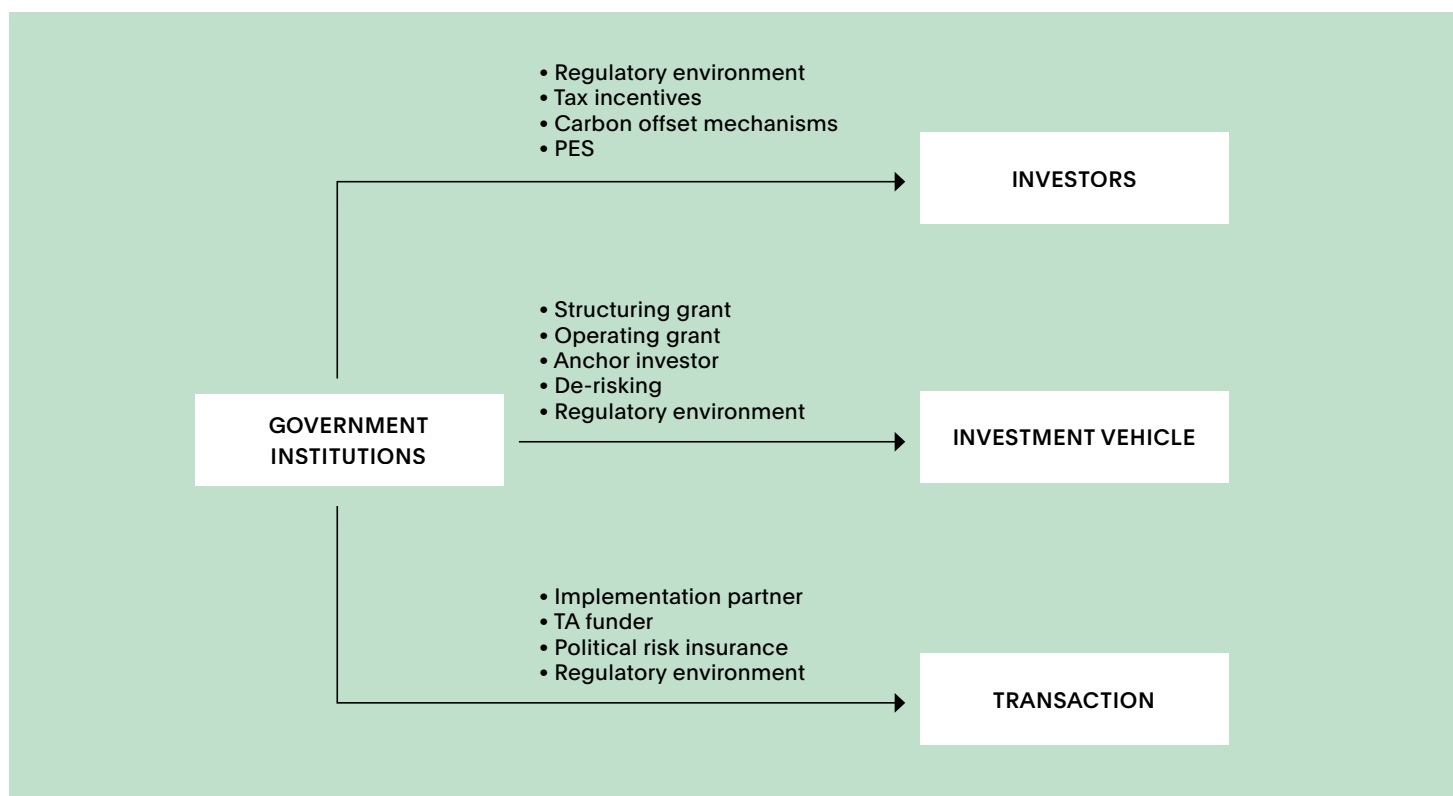 • Regulatory environment
• Tax incentives
• Carbon offset mechanisms
• PES
INVESTORS
• Structuring grant
• Operating grant
• Anchor investor
• De-risking
• Regulatory environment
GOVERNMENT
INSTITUTIONS
INVESTMENT VEHICLE
• Implementation partner
• TA funder
• Political risk insurance
• Regulatory environment
TRANSACTION